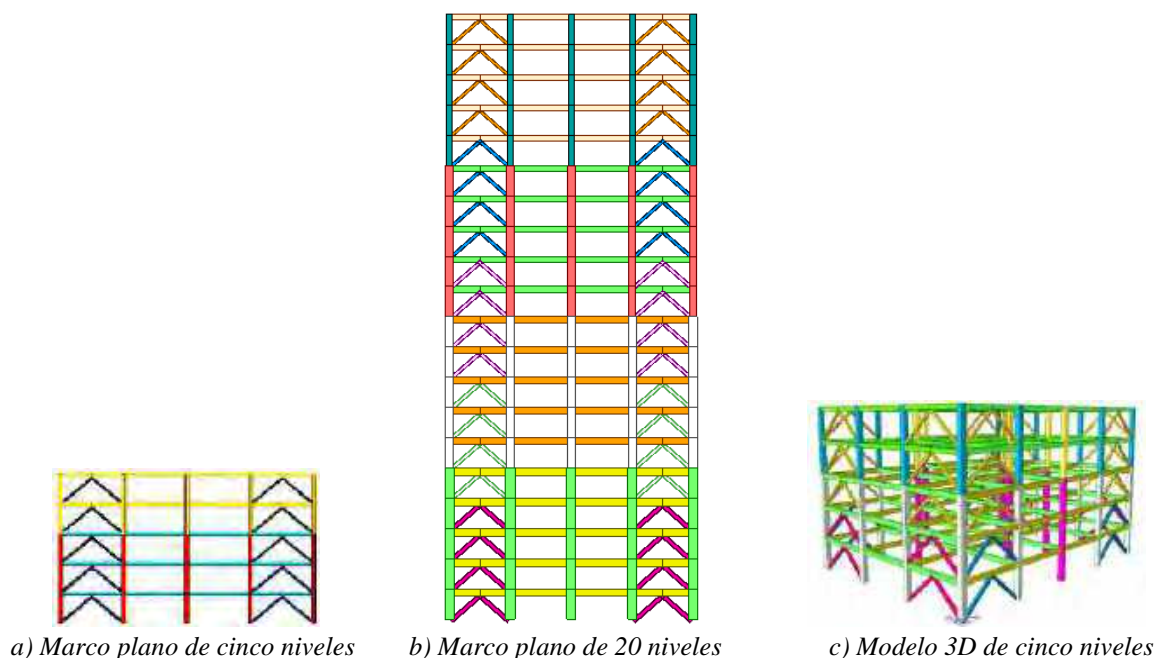 a) Marco plano de cinco niveles
b) Marco plano de 20 niveles
c) Modelo 3D de cinco niveles